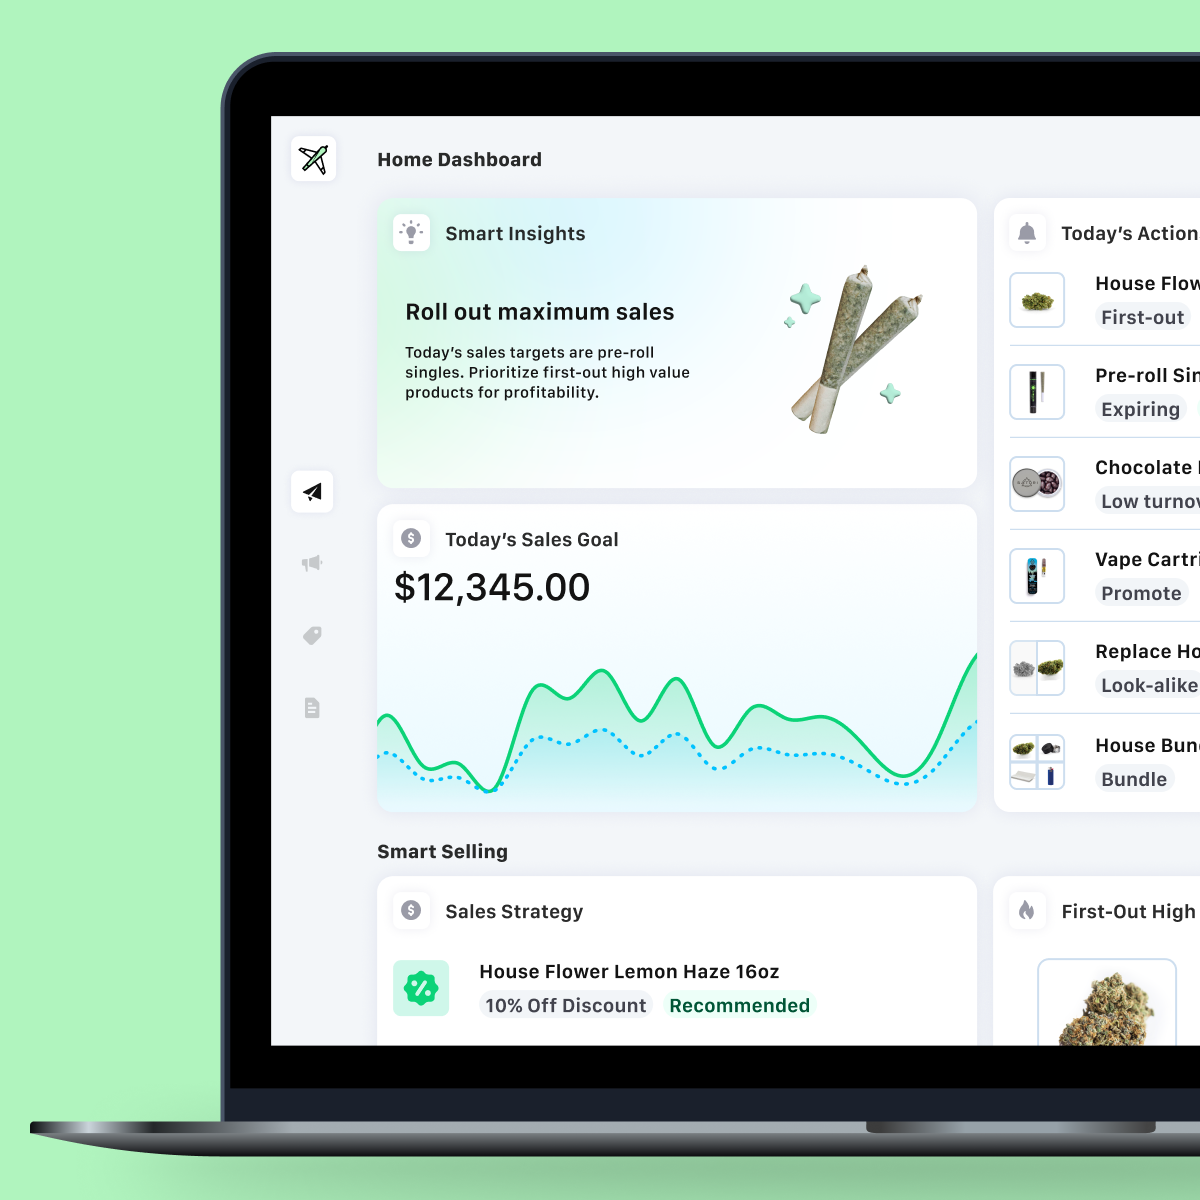 Home Dashboard
Smart Insights
Roll out maximum sales
Today's sales targets are pre-roll
singles. Prioritize first-out high value
products for profitability.
Today's Sales Goal
$12,345.00
Smart Selling
Sales Strategy
House Flower Lemon Haze 16oz
10% Off Discount
Recommended
Today's Action
House Flow
First-out
Pre-roll Sin
Expiring
Chocolate
Low turnov
Vape Cartri
Promote
Replace Ho
Look-alike
House Bun
Bundle
First-Out High